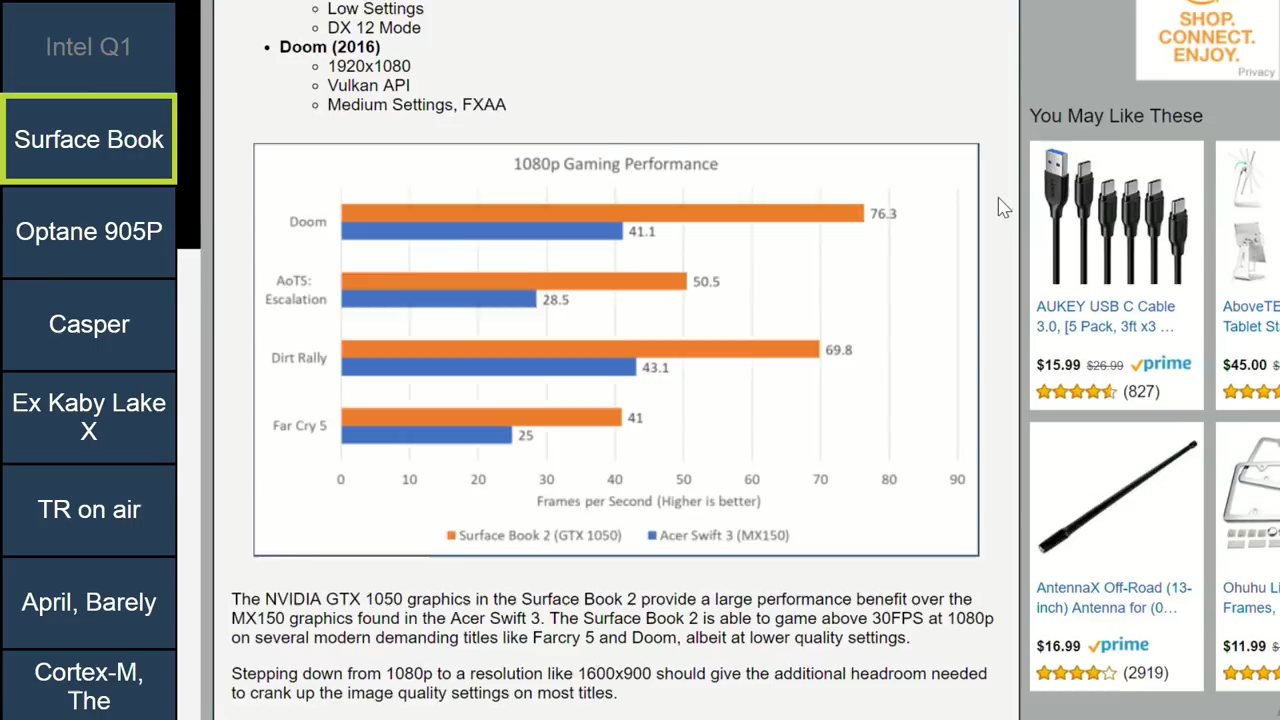 Intel Q1
Surface Book
Optane 905P
Casper
Ex Kaby Lake
X
TR on air
April, Barely
Cortex-M,
The
Low Settings
DX 12 Mode
Doom (2016)
1920x1080
Vulkan API
Medium Settings, FXAA
1080p Gaming Performance
Doom
76.3
41.1
AoTS:
Escalation
50.5
28.5
Dirt Rally
69.8
43.1
Far Cry 5
41
25
0 10 20 30 40 50 60 70 80 90
Frames per Second (Higher is better)
Surface Book 2 (GTX 1050) Acer Swift 3 (MX150)
The NVIDIA GTX 1050 graphics in the Surface Book 2 provide a large performance benefit over the
MX150 graphics found in the Acer Swift 3. The Surface Book 2 is able to game above 30FPS at 1080p
on several modern demanding titles like Farcry 5 and Doom, albeit at lower quality settings.
Stepping down from 1080p to a resolution like 1600x900 should give the additional headroom needed
to crank up the image quality settings on most titles.
SHOP.
CONNECT.
ENJOY.
Privacy
You May Like These
AUKEY USB C Cable
3.0, [5 Pack, 3ft x3 ...
$15.99 $26.99 prime
(827)
AboveTE
Tablet St
$45.00 $
AntennaX Off-Road (13-
inch) Antenna for (0...
$16.99 prime
(2919)
Ohuhu Li
Frames,
$11.99